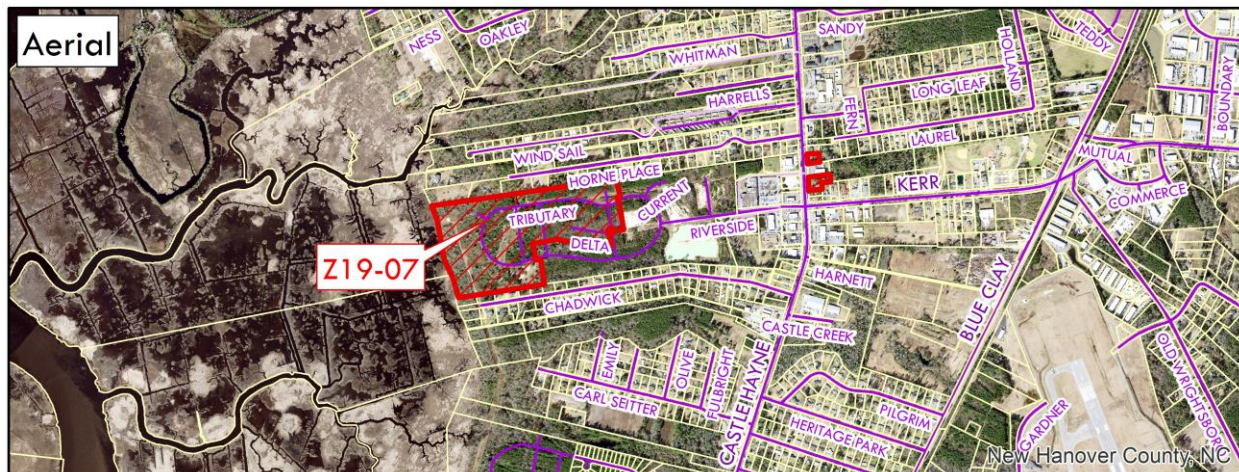 Aerial
NESS
OAKLEY
SANDY
TEDDY
WHITMAN
HOLLAND
LONG LEAF
BOUNDARY
HARRELLS
FERN
LAUREL
WIND SAIL
MUTUAL
HORNE PLACE
KERR
COMMERCE
TRIBUTARY
CURRENT
RIVERSIDE
DELTA
Z19-07
HARNETT
CHADWICK
BLUE CLAY
CASTLE CREEK
EMILY
OLIVE
FULBRIGHT
CASTLE HAYNE
OLD WRIGHTSBORO
CARL SEITTER
PILGRIM
HERITAGE PARK
GARDNER
New Hanover County, NC